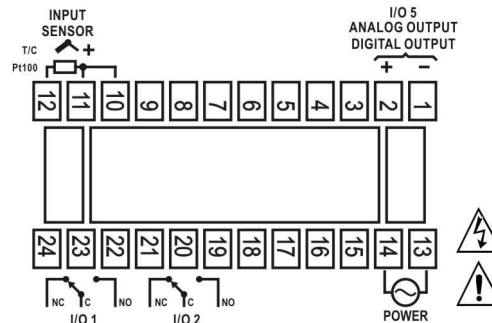 INPUT
SENSOR
T/C +
Pt100
I/O 5
ANALOG OUTPUT
DIGITAL OUTPUT
+ −
12 11 10 9 8 7 6 5 4 3 2 1
24 23 22 21 20 19 18 17 16 15 14 13
NC C NO NC C NO
I/O 1 I/O 2
POWER